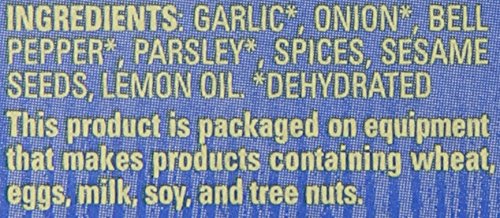 INGREDIENTS: GARLIC*, ONION*, BELL
PEPPER*, PARSLEY*, SPICES, SESAME
SEEDS, LEMON OIL. *DEHYDRATED
This product is packaged on equipment
that makes products containing wheat,
eggs, milk, soy, and tree nuts.